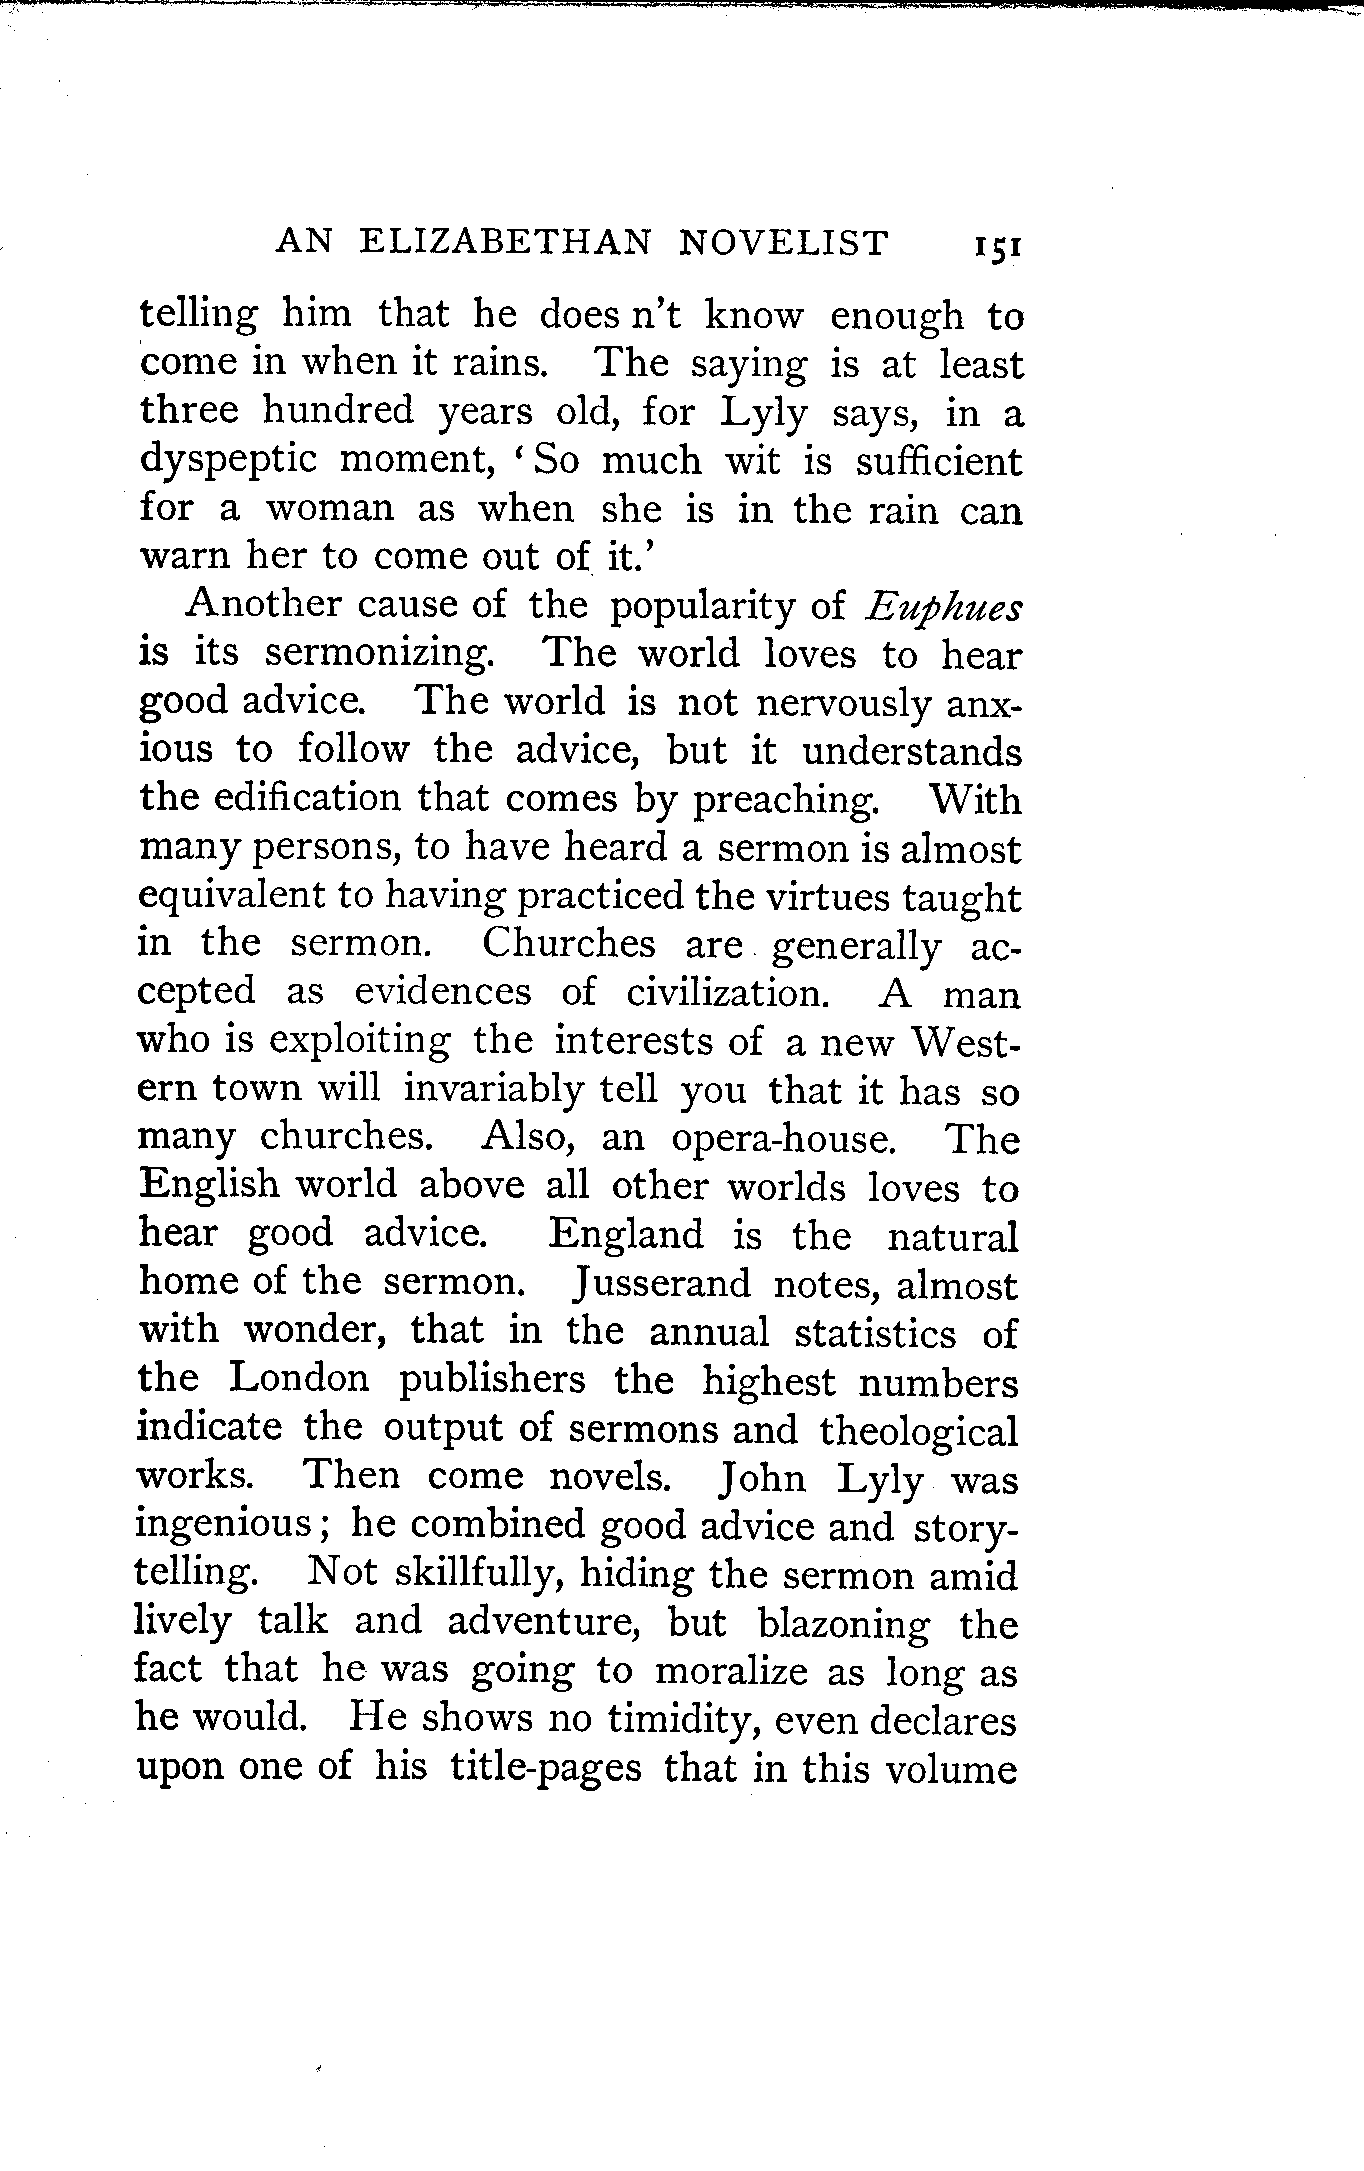 AN ELIZABETHAN NOVELIST 151
telling him that he does n't know enough to
come in when it rains. The saying is at least
three hundred years old, for Lyly says, in a
dyspeptic moment, ‘So much wit is sufficient
for a woman as when she is in the rain can
warn her to come out of it.’
Another cause of the popularity of Euphues
is its sermonizing. The world loves to hear
good advice. The world is not nervously anx-
ious to follow the advice, but it understands
the edification that comes by preaching. With
many persons, to have heard a sermon is almost
equivalent to having practiced the virtues taught
in the sermon. Churches are generally ac-
cepted as evidences of civilization. A man
who is exploiting the interests of a new West-
ern town will invariably tell you that it has so
many churches. Also, an opera-house. The
English world above all other worlds loves to
hear good advice. England is the natural
home of the sermon. Jusserand notes, almost
with wonder, that in the annual statistics of
the London publishers the highest numbers
indicate the output of sermons and theological
works. Then come novels. John Lyly was
ingenious; he combined good advice and story-
telling. Not skillfully, hiding the sermon amid
lively talk and adventure, but blazoning the
fact that he was going to moralize as long as
he would. He shows no timidity, even declares
upon one of his title-pages that in this volume